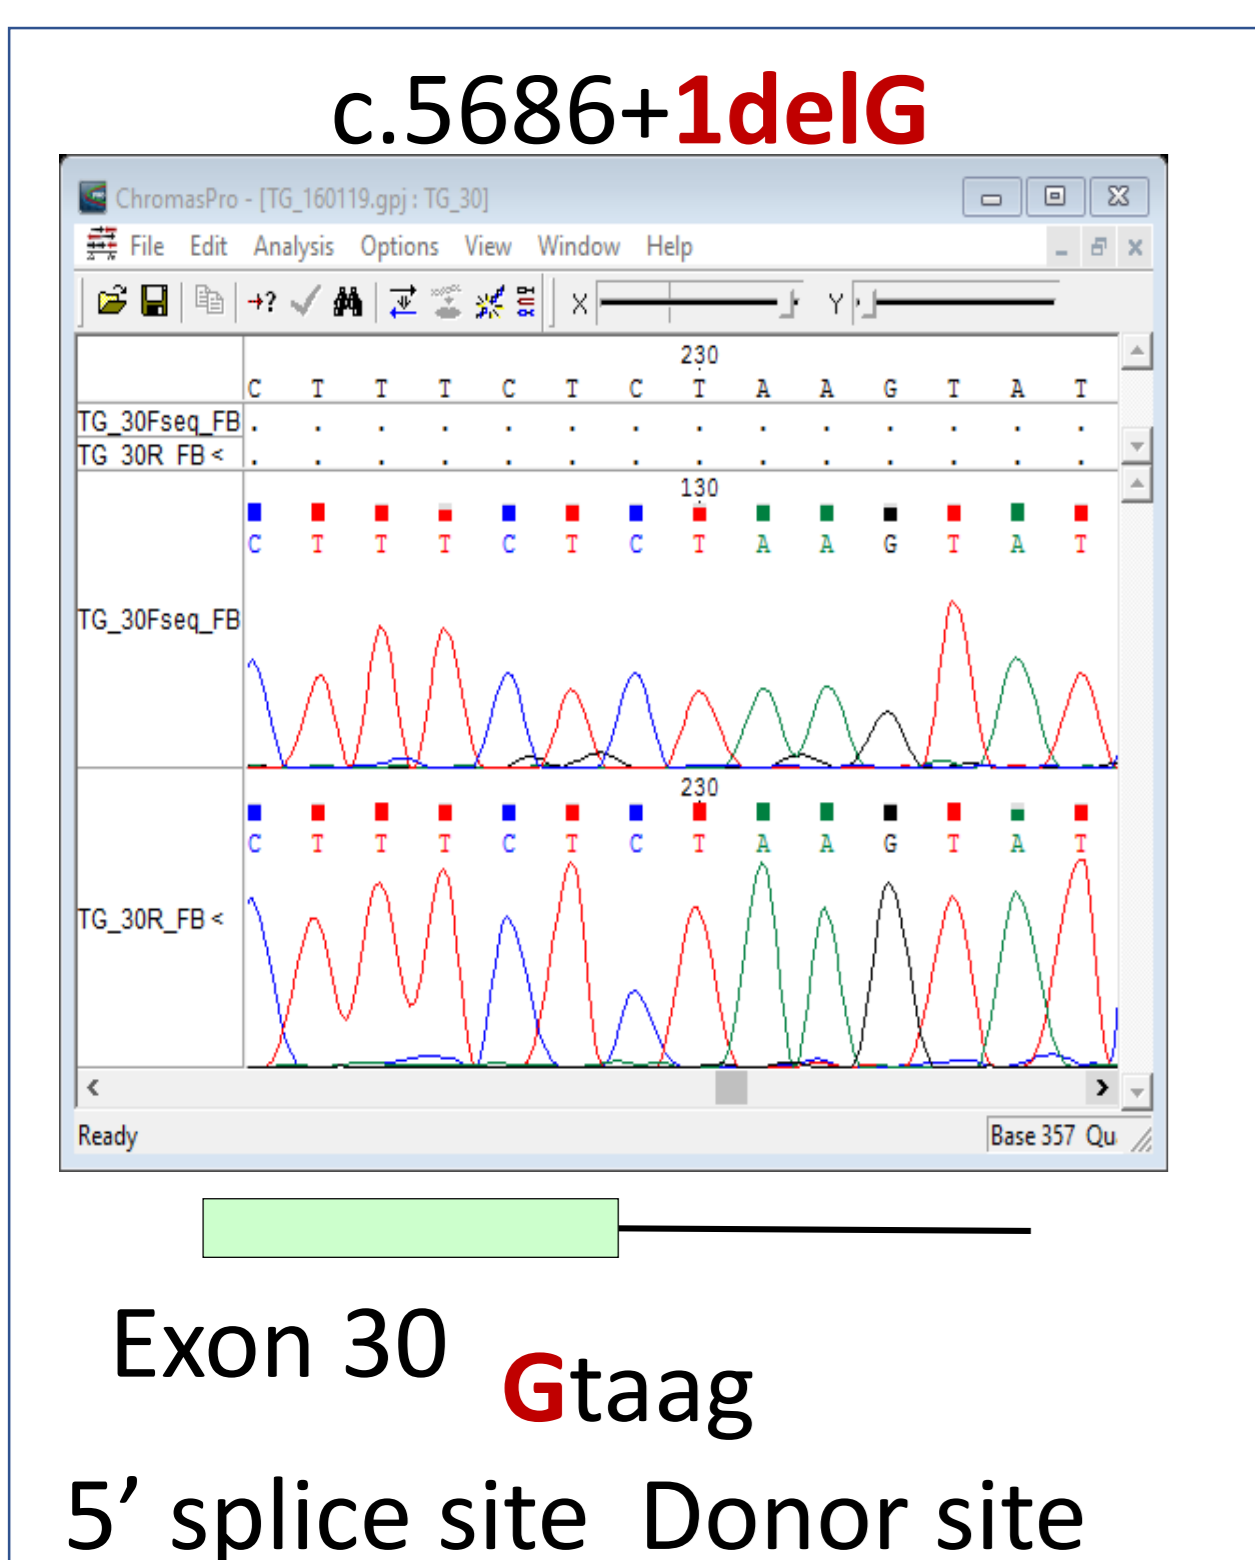 c.5686+1delG
ChromasPro - [TG_160119.gpj : TG_30]
File Edit Analysis Options View Window Help
→? X Y
230
C T T T C T C T A A G T A T
TG_30Fseq_FB . . . . . . . . . . . . . .
TG_30R_FB < . . . . . . . . . . . . . .
130
C T T T C T C T A A G T A T
TG_30Fseq_FB
230
C T T T C T C T A A G T A T
TG_30R_FB <
Ready Base 357 Qu
Exon 30
Gtaag
5’ splice site Donor site